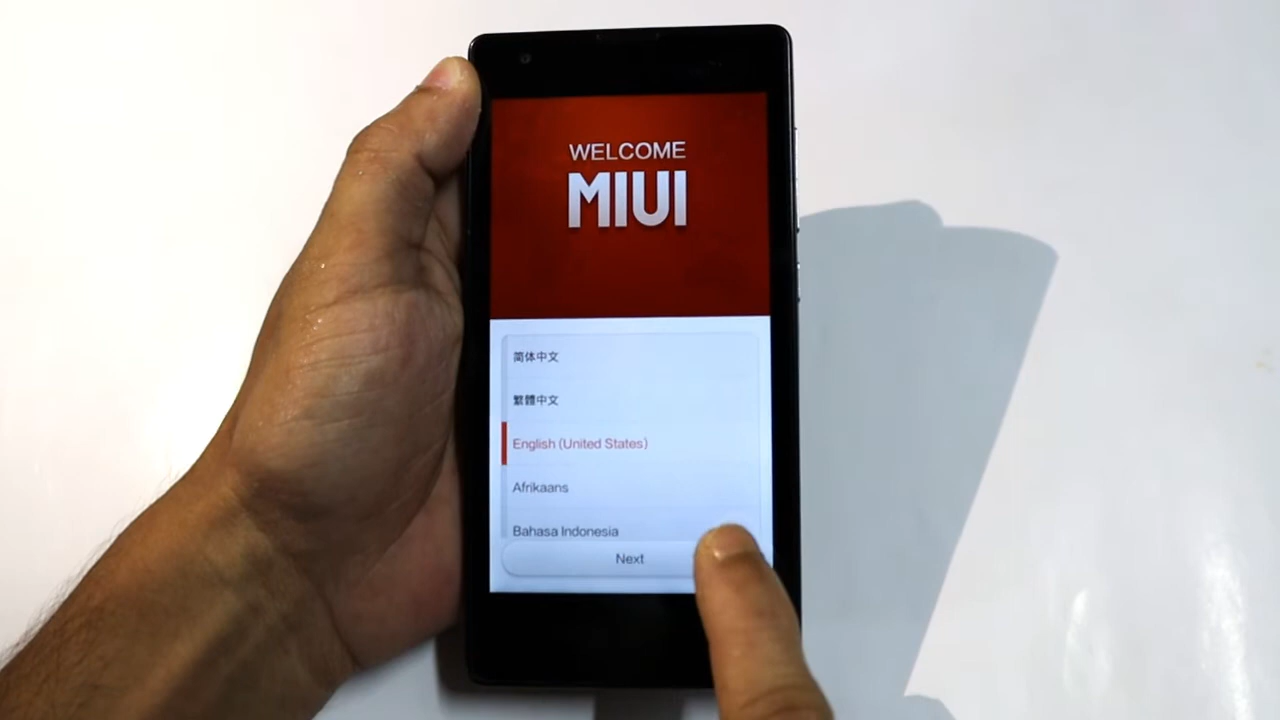 WELCOME
MIUI
简体中文
繁體中文
English (United States)
Afrikaans
Bahasa Indonesia
Next